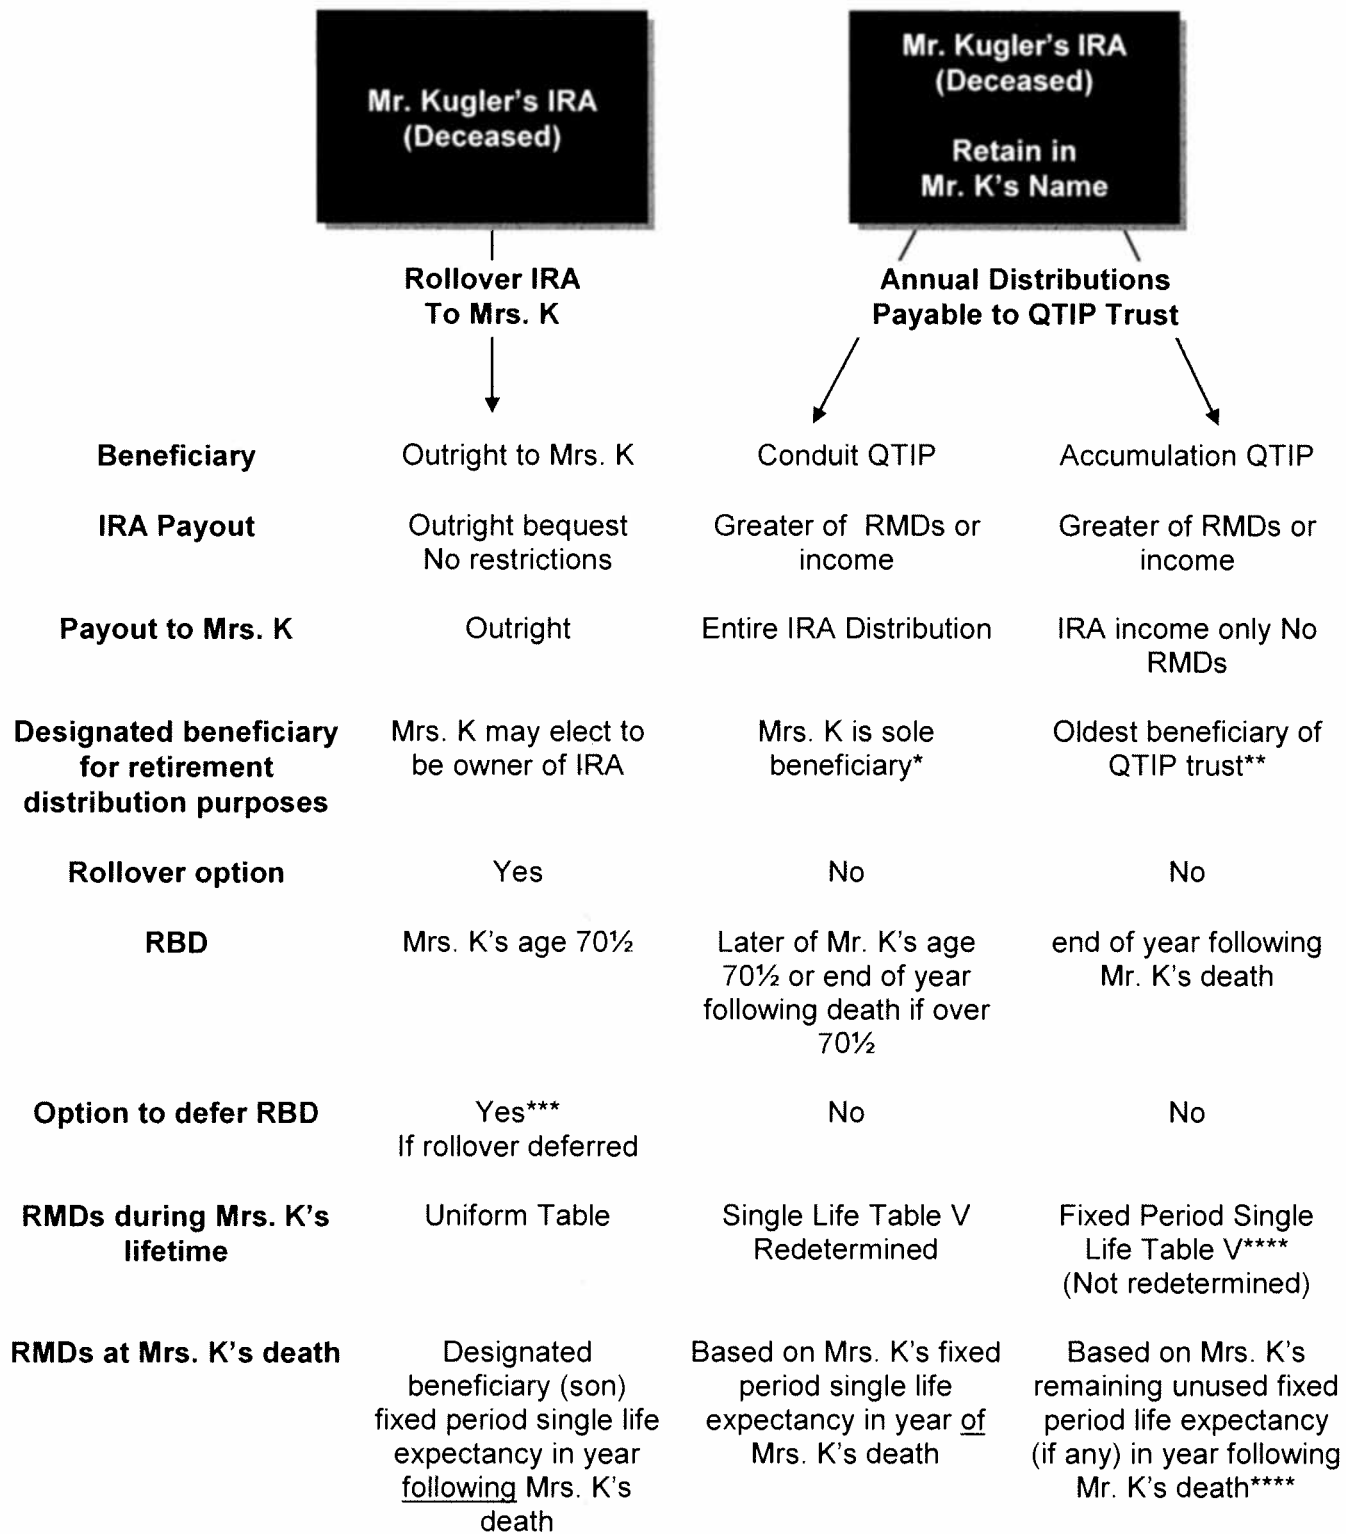 Mr. Kugler's IRA
(Deceased)
Mr. Kugler's IRA
(Deceased)
Retain in
Mr. K's Name
Rollover IRA
To Mrs. K
Annual Distributions
Payable to QTIP Trust
Beneficiary
Outright to Mrs. K
Conduit QTIP
Accumulation QTIP
IRA Payout
Outright bequest
No restrictions
Greater of RMDs or
income
Greater of RMDs or
income
Payout to Mrs. K
Outright
Entire IRA Distribution
IRA income only No
RMDs
Designated beneficiary
for retirement
distribution purposes
Mrs. K may elect to
be owner of IRA
Mrs. K is sole
beneficiary*
Oldest beneficiary of
QTIP trust**
Rollover option
Yes
No
No
RBD
Mrs. K's age 70½
Later of Mr. K's age
70½ or end of year
following death if over
70½
end of year following
Mr. K's death
Option to defer RBD
Yes***
If rollover deferred
No
No
RMDs during Mrs. K's
lifetime
Uniform Table
Single Life Table V
Redetermined
Fixed Period Single
Life Table V****
(Not redetermined)
RMDs at Mrs. K's death
Designated
beneficiary (son)
fixed period single life
expectancy in year
following Mrs. K's
death
Based on Mrs. K's fixed
period single life
expectancy in year of
Mrs. K's death
Based on Mrs. K's
remaining unused fixed
period life expectancy
(if any) in year following
Mr. K's death****